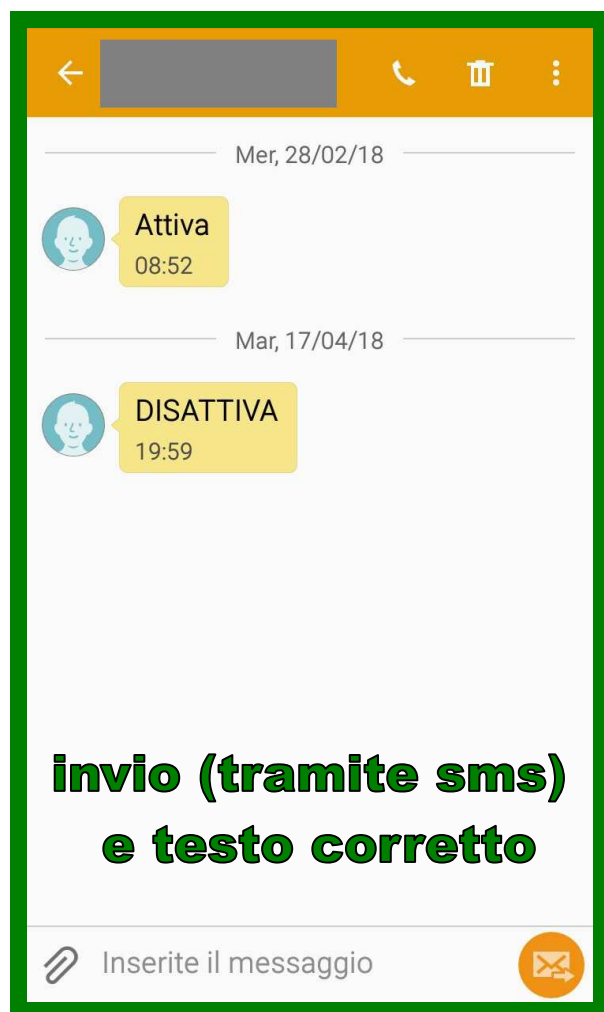 Mer, 28/02/18
Attiva
08:52
Mar, 17/04/18
DISATTIVA
19:59
invio (tramite sms)
e testo corretto
Inserite il messaggio